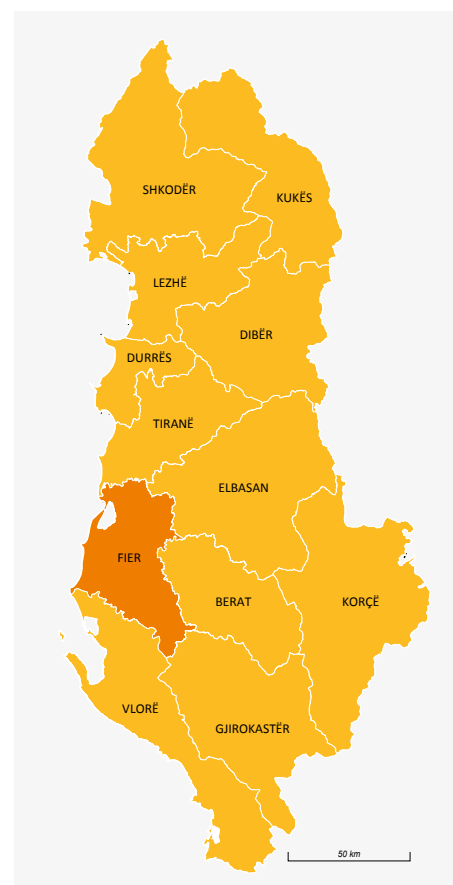 SHKODËR
KUKËS
LEZHË
DIBËR
DURRËS
TIRANË
ELBASAN
FIER
BERAT
KORÇË
VLORË
GJIROKASTËR
50 km